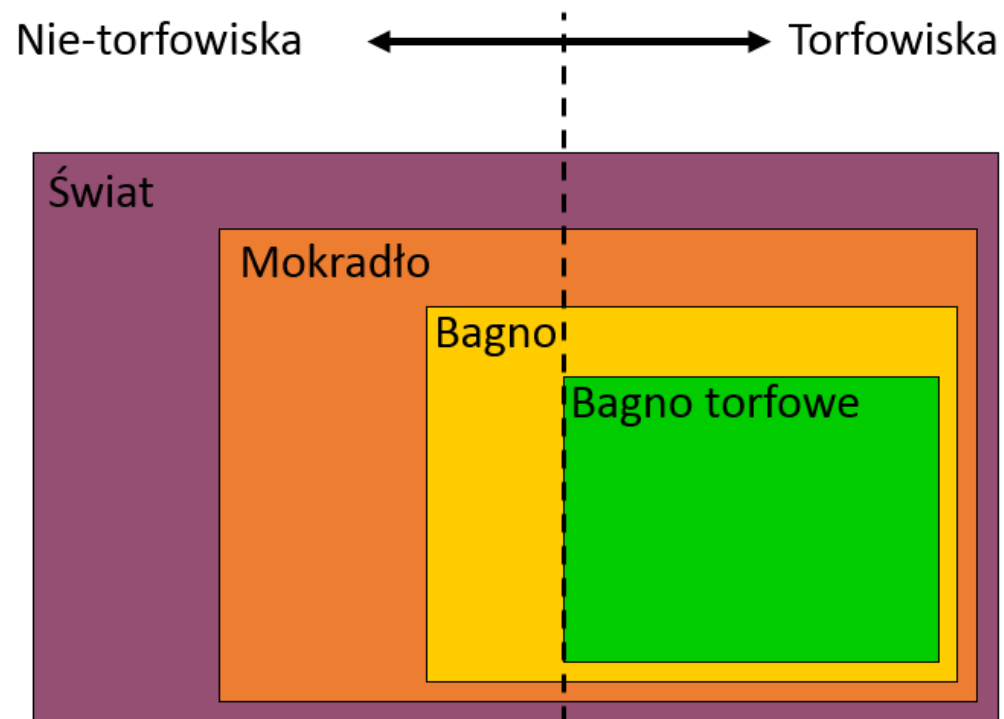 Nie-torfowiska
Torfowiska
Świat
Mokradło
Bagno
Bagno torfowe